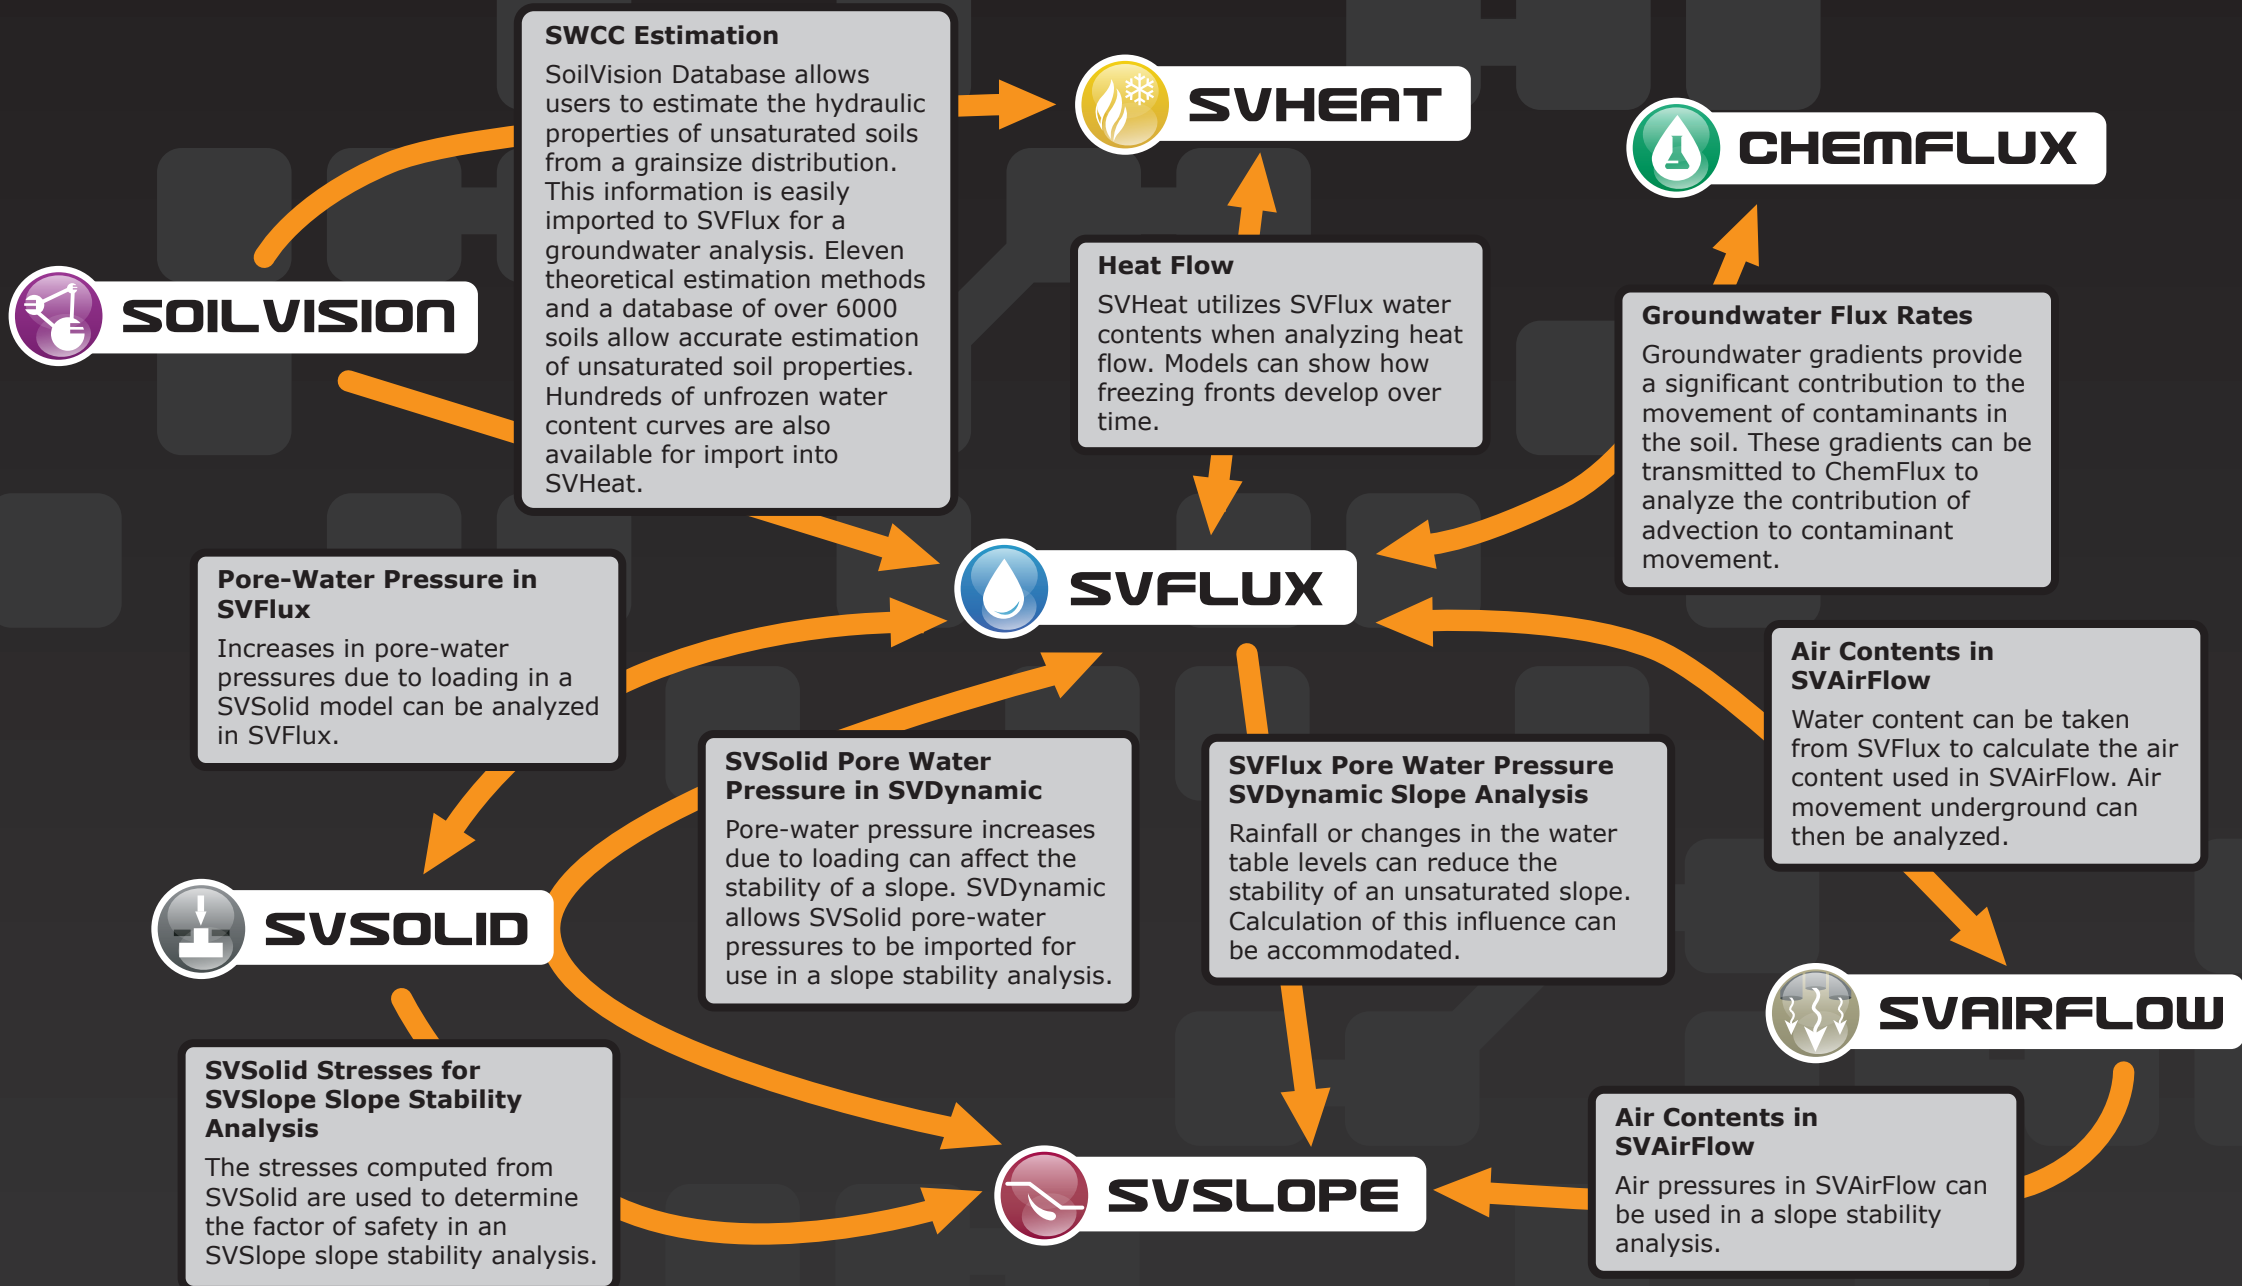 SWCC Estimation
SoilVision Database allows
users to estimate the hydraulic
properties of unsaturated soils
from a grainsize distribution.
This information is easily
imported to SVFlux for a
groundwater analysis. Eleven
theoretical estimation methods
and a database of over 6000
soils allow accurate estimation
of unsaturated soil properties.
Hundreds of unfrozen water
content curves are also
available for import into
SVHeat.
SVHEAT
CHEMFLUX
SOILVISION
Heat Flow
SVHeat utilizes SVFlux water
contents when analyzing heat
flow. Models can show how
freezing fronts develop over
time.
Groundwater Flux Rates
Groundwater gradients provide
a significant contribution to the
movement of contaminants in
the soil. These gradients can be
transmitted to ChemFlux to
analyze the contribution of
advection to contaminant
movement.
SVFLUX
Pore-Water Pressure in
SVFlux
Increases in pore-water
pressures due to loading in a
SVSolid model can be analyzed
in SVFlux.
SVSolid Pore Water
Pressure in SVDynamic
Pore-water pressure increases
due to loading can affect the
stability of a slope. SVDynamic
allows SVSolid pore-water
pressures to be imported for
use in a slope stability analysis.
SVFlux Pore Water Pressure
SVDynamic Slope Analysis
Rainfall or changes in the water
table levels can reduce the
stability of an unsaturated slope.
Calculation of this influence can
be accommodated.
Air Contents in
SVAirFlow
Water content can be taken
from SVFlux to calculate the air
content used in SVAirFlow. Air
movement underground can
then be analyzed.
SVSOLID
SVAIRFLOW
SVSolid Stresses for
SVSlope Slope Stability
Analysis
The stresses computed from
SVSolid are used to determine
the factor of safety in an
SVSlope slope stability analysis.
SVSLOPE
Air Contents in
SVAirFlow
Air pressures in SVAirFlow can
be used in a slope stability
analysis.